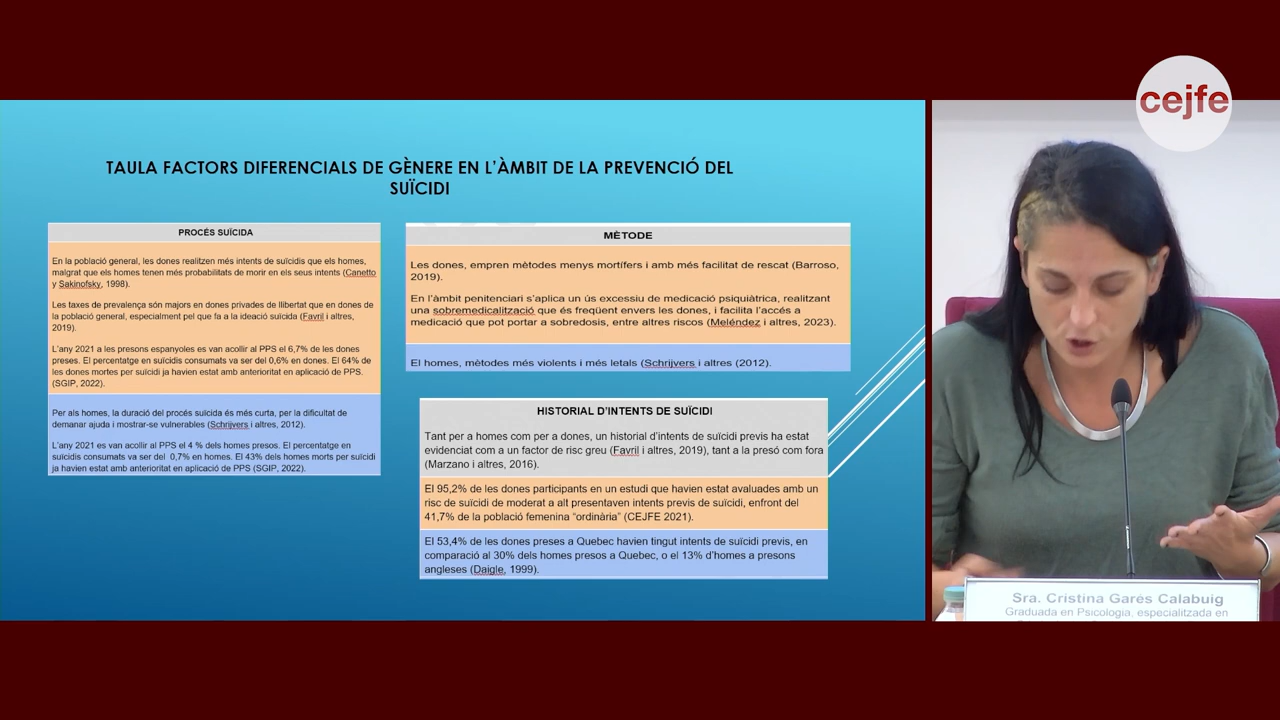 cejfe
TAULA FACTORS DIFERENCIALS DE GÈNERE EN L’ÀMBIT DE LA PREVENCIÓ DEL
SUÏCIDI
PROCÉS SUÏCIDA
En la població general, les dones realitzen més intents de suïcidis que els homes,
malgrat que els homes tenen més probabilitats de morir en els seus intents (Canetto
y Sakinofsky, 1998).
Les taxes de prevalença són majors en dones privades de llibertat que en dones de
la població general, especialment pel que fa a la ideació suïcida (Favril i altres,
2019).
L’any 2021 a les presons espanyoles es van acollir al PPS el 6,7% de les dones
preses. El percentatge en suïcidis consumats va ser del 0,6% en dones. El 64% de
les dones mortes per suïcidi ja havien estat amb anterioritat en aplicació de PPS.
(SGIP, 2022).
Per als homes, la duració del procés suïcida és més curta, per la dificultat de
demanar ajuda i mostrar-se vulnerables (Schrijvers i altres, 2012).
L’any 2021 es van acollir al PPS el 4 % dels homes presos. El percentatge en
suïcidis consumats va ser del 0,7% en homes. El 43% dels homes morts per suïcidi
ja havien estat amb anterioritat en aplicació de PPS (SGIP, 2022).
MÈTODE
Les dones, empren mètodes menys mortífers i amb més facilitat de rescat (Barroso,
2019).
En l’àmbit penitenciari s’aplica un ús excessiu de medicació psiquiàtrica, realitzant
una sobremedicalització que és freqüent envers les dones, i facilita l’accés a
medicació que pot portar a sobredosis, entre altres riscos (Meléndez i altres, 2023).
El homes, mètodes més violents i més letals (Schrijvers i altres (2012).
HISTORIAL D’INTENTS DE SUÏCIDI
Tant per a homes com per a dones, un historial d’intents de suïcidi previs ha estat
evidenciat com a un factor de risc greu (Favril i altres, 2019), tant a la presó com fora
(Marzano i altres, 2016).
El 95,2% de les dones participants en un estudi que havien estat avaluades amb un
risc de suïcidi de moderat a alt presentaven intents previs de suïcidi, enfront del
41,7% de la població femenina “ordinària” (CEJFE 2021).
El 53,4% de les dones preses a Quebec havien tingut intents de suïcidi previs, en
comparació al 30% dels homes presos a Quebec, o el 13% d’homes a presons
angleses (Daigle, 1999).
Sra. Cristina Garés Calabuig
Graduada en Psicologia, especialitzada en